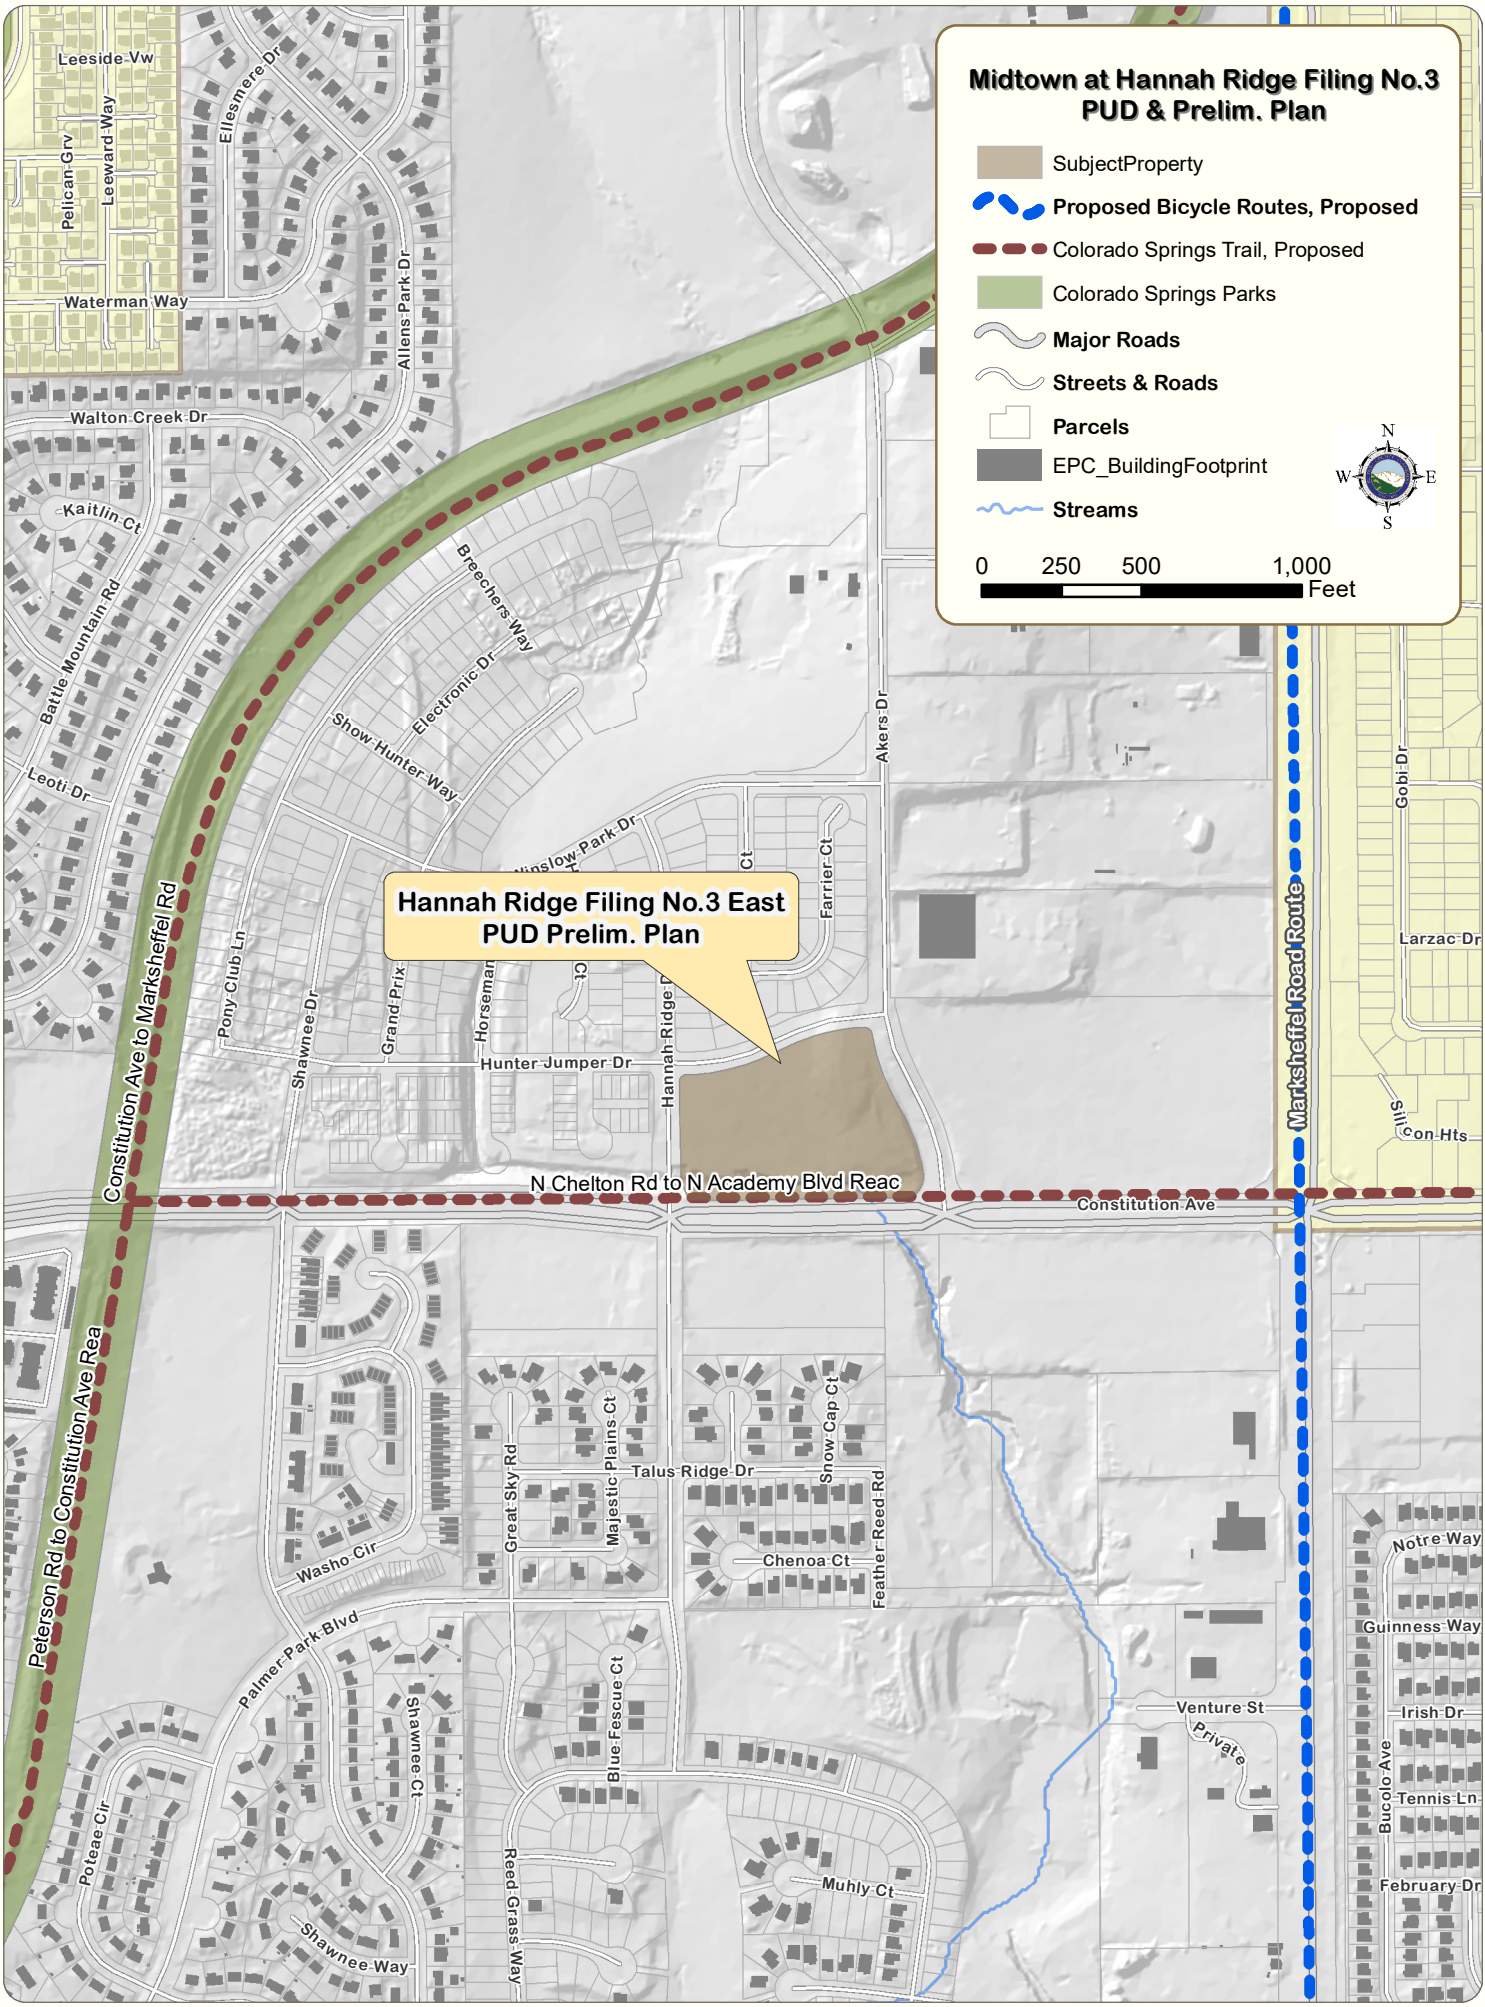 Midtown at Hannah Ridge Filing No.3
PUD & Prelim. Plan
SubjectProperty
Proposed Bicycle Routes, Proposed
Colorado Springs Trail, Proposed
Colorado Springs Parks
Major Roads
Streets & Roads
Parcels
EPC_BuildingFootprint
Streams
N
W E
S
0 250 500 1,000
Feet
Leeside Vw
Ellesmere Dr
Leeward Way
Pelican Grv
Waterman Way
Allens Park Dr
Walton Creek Dr
Kaitlin Ct
Battle Mountain Rd
Leoti Dr
Breechers Way
Electronic Dr
Show Hunter Way
Akers Dr
Gobi Dr
Winslow Park Dr
Ct
Farrier Ct
Hannah Ridge Filing No.3 East
PUD Prelim. Plan
Constitution Ave to Marksheffel Rd
Pony Club Ln
Shawnee Dr
Grand Prix
Horseman
Ct
Hannah Ridge D
Hunter Jumper Dr
Marksheffel Road Route
Larzac Dr
Silicon Hts
N Chelton Rd to N Academy Blvd Reac
Constitution Ave
Peterson Rd to Constitution Ave Rea
Great Sky Rd
Majestic Plains Ct
Snow Cap Ct
Talus Ridge Dr
Feather Reed Rd
Chenoa Ct
Washo Cir
Palmer Park Blvd
Notre Way
Guinness Way
Shawnee Ct
Blue Fescue Ct
Venture St
Private
Irish Dr
Bucolo Ave
Tennis Ln
Poteae Cir
Reed Grass Way
Muhly Ct
February Dr
Shawnee Way